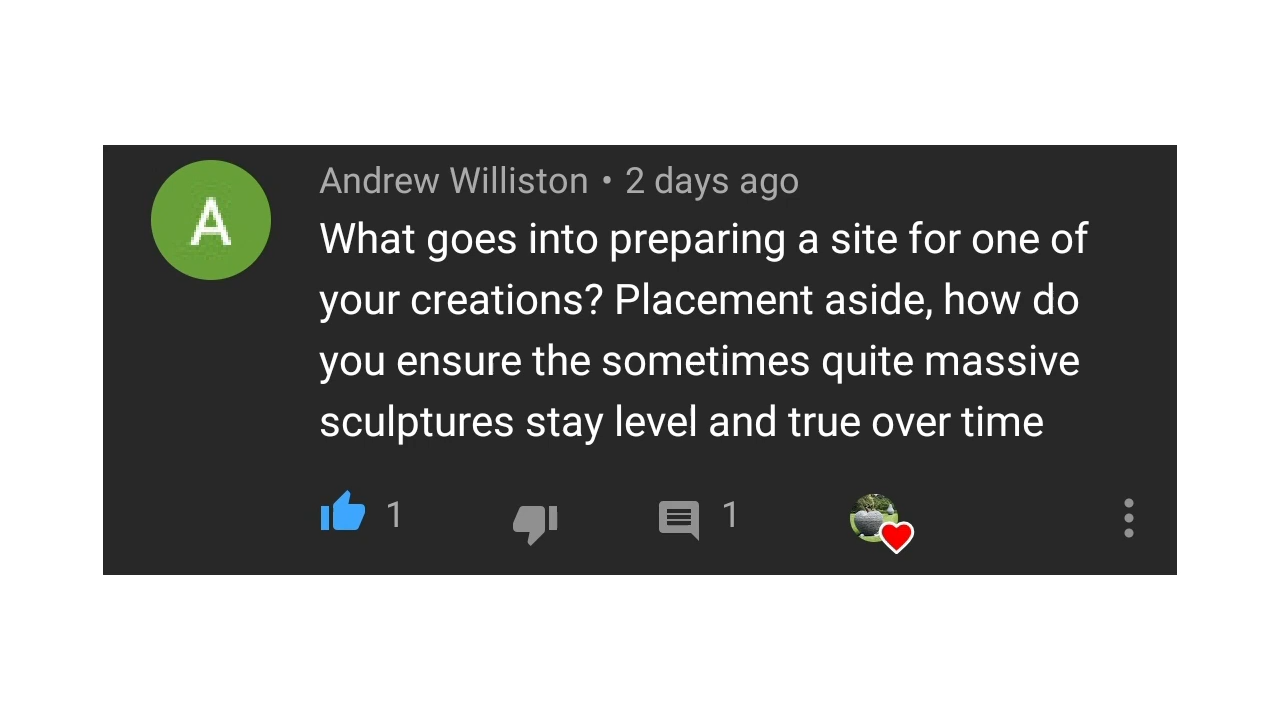 A
Andrew Williston • 2 days ago
What goes into preparing a site for one of
your creations? Placement aside, how do
you ensure the sometimes quite massive
sculptures stay level and true over time
1 1